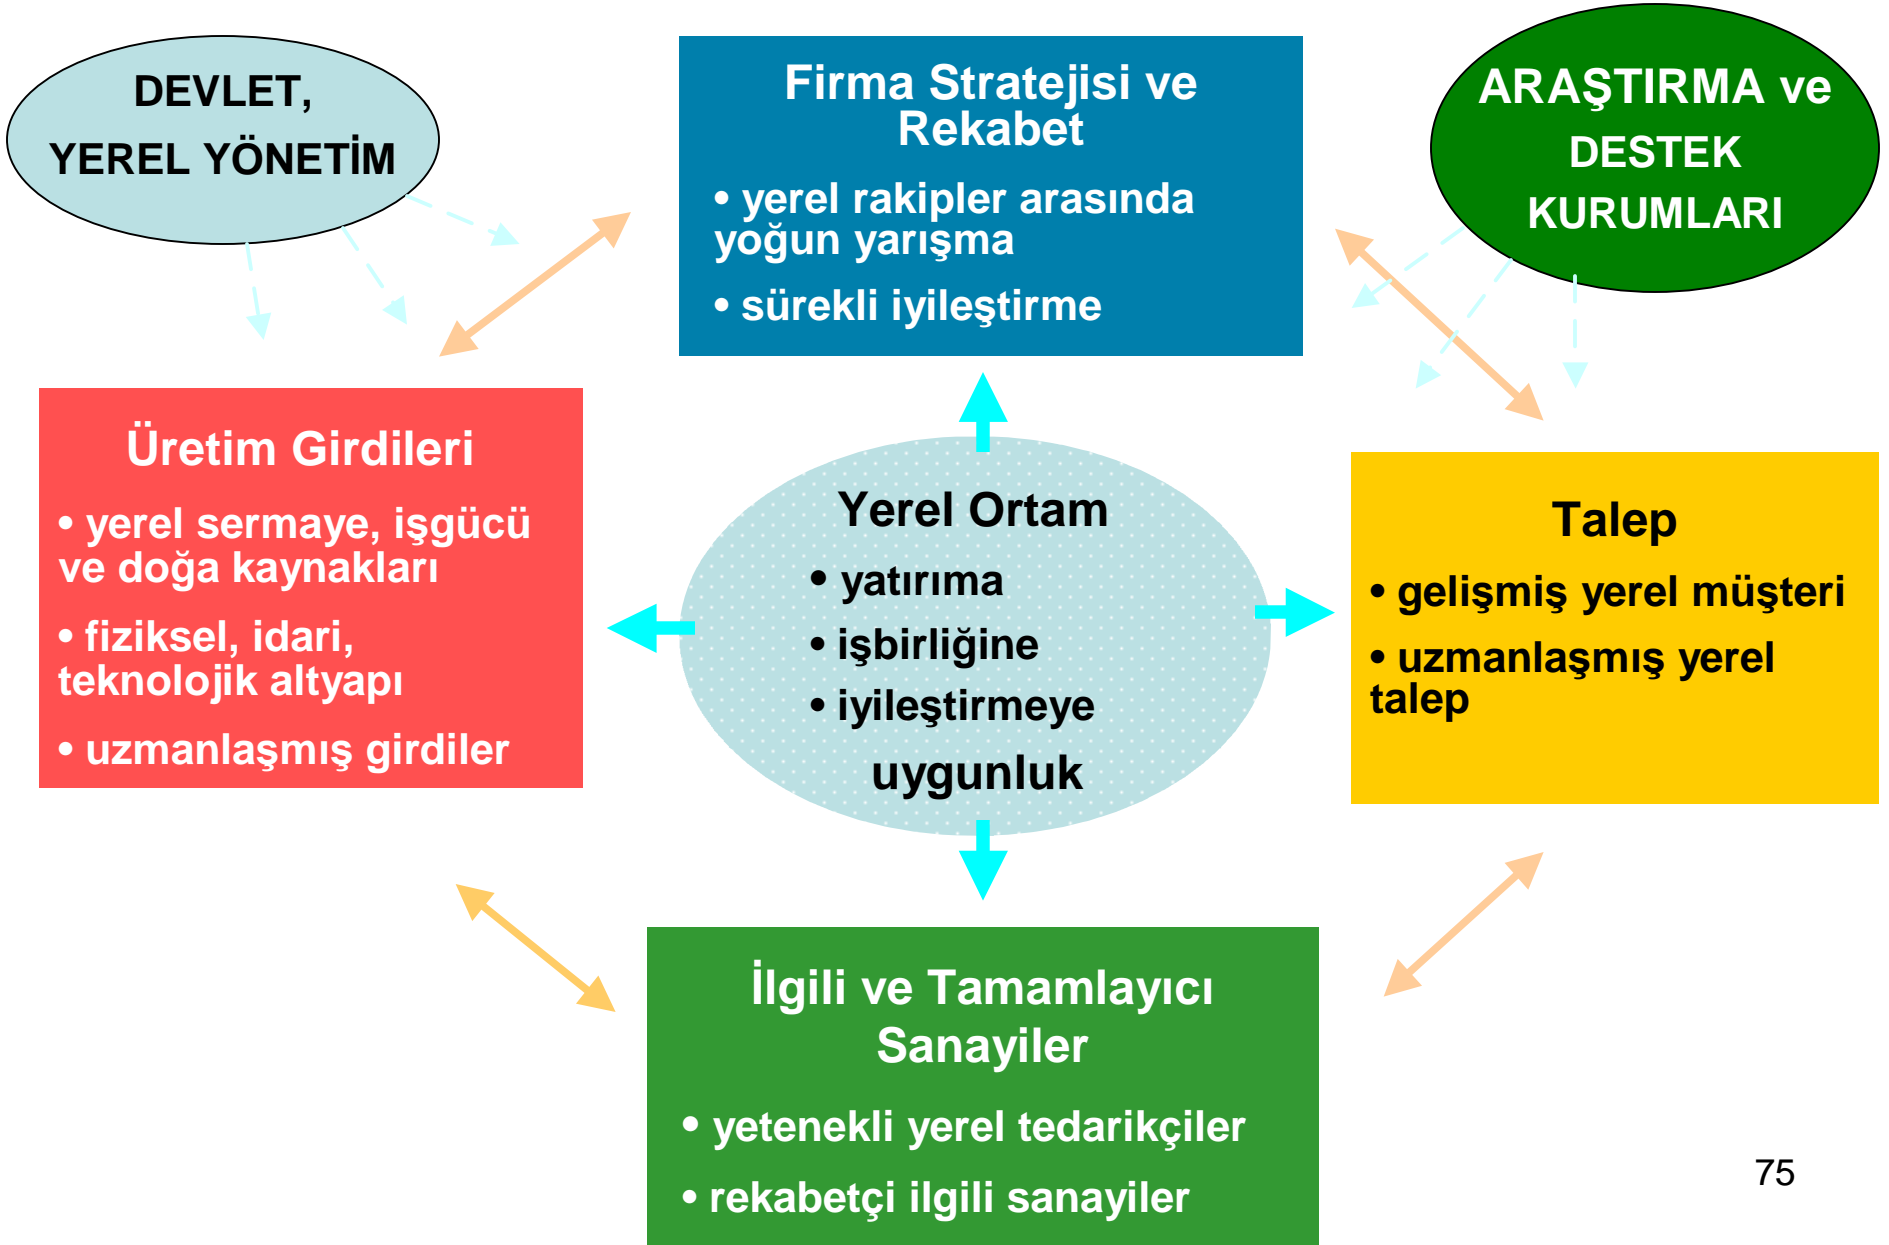 DEVLET,
YEREL YÖNETİM
Firma Stratejisi ve
Rekabet
• yerel rakipler arasında
yoğun yarışma
• sürekli iyileştirme
ARAŞTIRMA ve
DESTEK
KURUMLARI
Üretim Girdileri
• yerel sermaye, işgücü
ve doğa kaynakları
• fiziksel, idari,
teknolojik altyapı
• uzmanlaşmış girdiler
Yerel Ortam
• yatırıma
• işbirliğine
• iyileştirmeye
uygunluk
Talep
• gelişmiş yerel müşteri
• uzmanlaşmış yerel
talep
İlgili ve Tamamlayıcı
Sanayiler
• yetenekli yerel tedarikçiler
• rekabetçi ilgili sanayiler
75